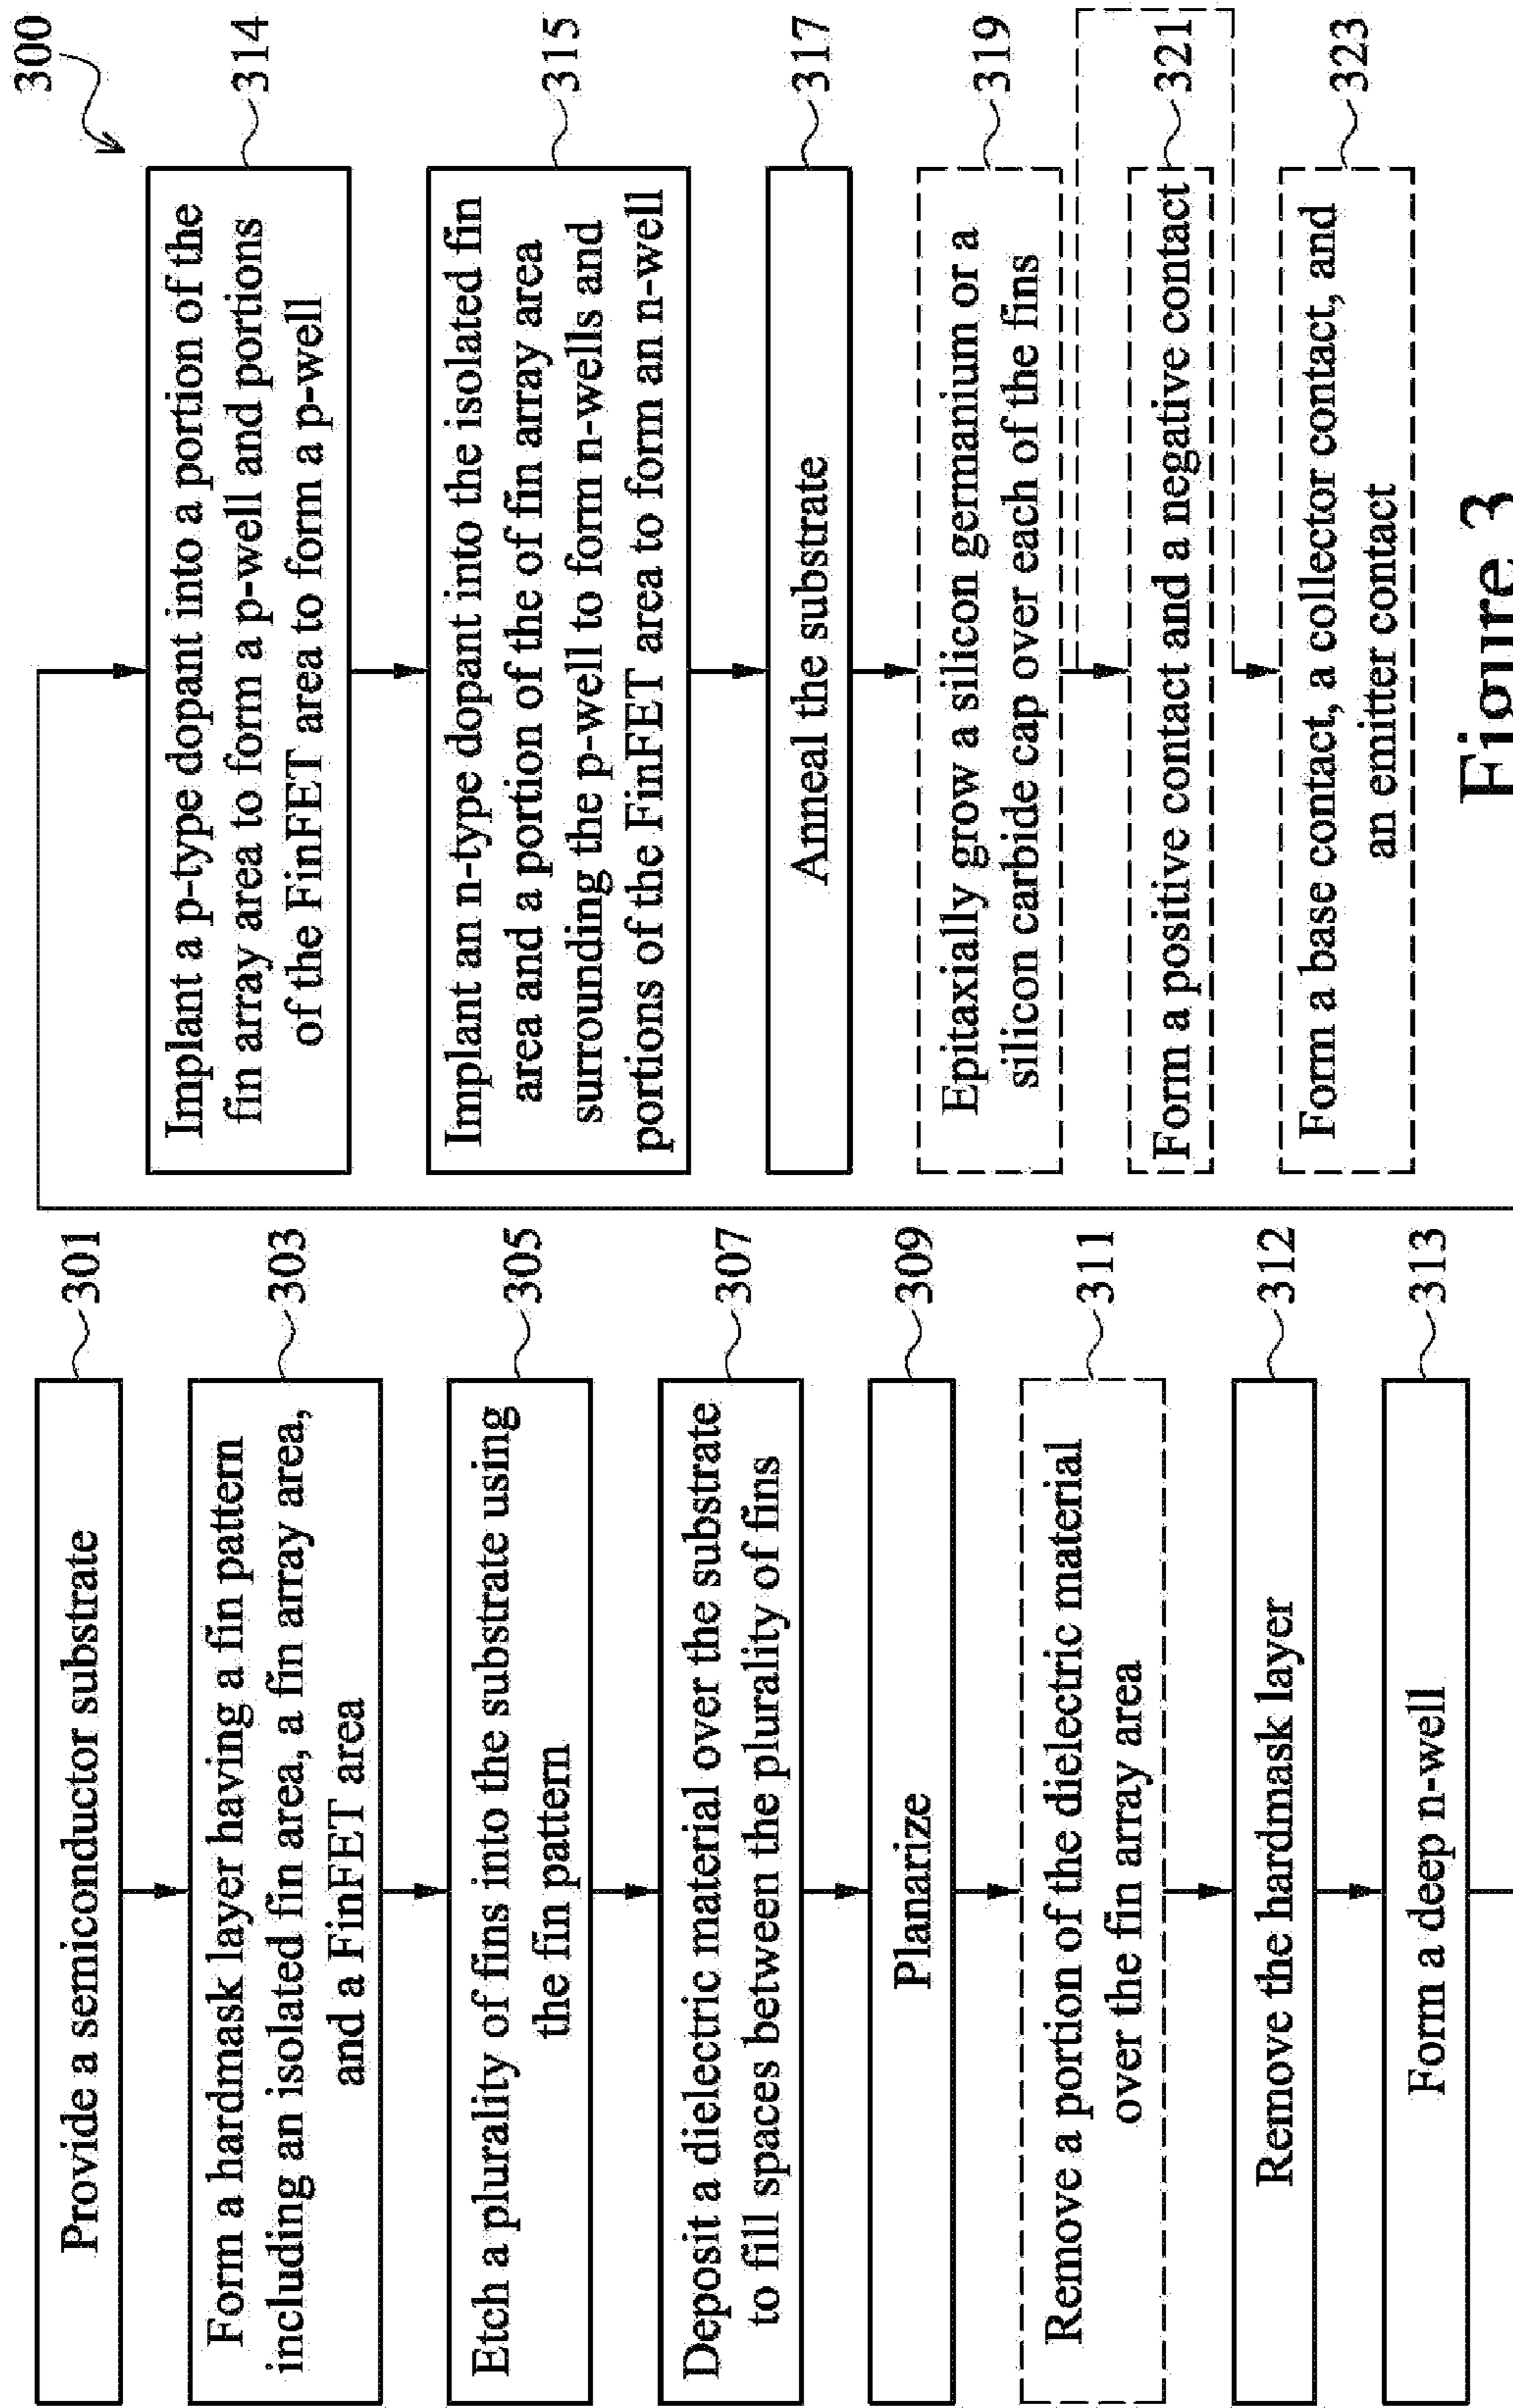 300
Provide a semiconductor substrate
301
Form a hardmask layer having a fin pattern
including an isolated fin area, a fin array area,
and a FinFET area
303
Etch a plurality of fins into the substrate using
the fin pattern
305
Deposit a dielectric material over the substrate
to fill spaces between the plurality of fins
307
Planarize
309
Remove a portion of the dielectric material
over the fin array area
311
Remove the hardmask layer
312
Form a deep n-well
313
Implant a p-type dopant into a portion of the
fin array area to form a p-well and portions
of the FinFET area to form a p-well
314
Implant an n-type dopant into the isolated fin
area and a portion of the of fin array area
surrounding the p-well to form n-wells and
portions of the FinFET area to form an n-well
315
Anneal the substrate
317
Epitaxially grow a silicon germanium or a
silicon carbide cap over each of the fins
319
Form a positive contact and a negative contact
321
Form a base contact, a collector contact, and
an emitter contact
323
Figure 3